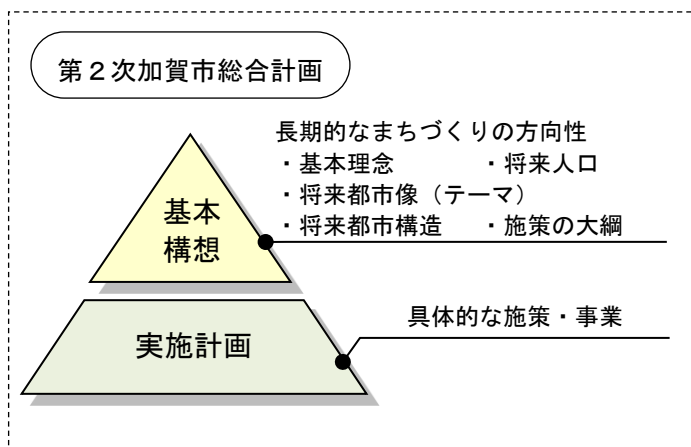 第２次加賀市総合計画
長期的なまちづくりの方向性
・基本理念　　　・将来人口
・将来都市像（テーマ）
・将来都市構造　・施策の大綱
基本
構想
具体的な施策・事業
実施計画